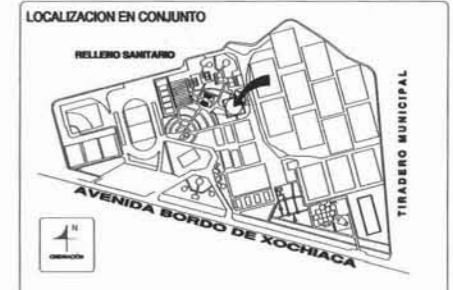 LOCALIZACION EN CONJUNTO
RELLENO SANITARIO
TIRADERO MUNICIPAL
AVENIDA BORDO DE XOCHIACA
N